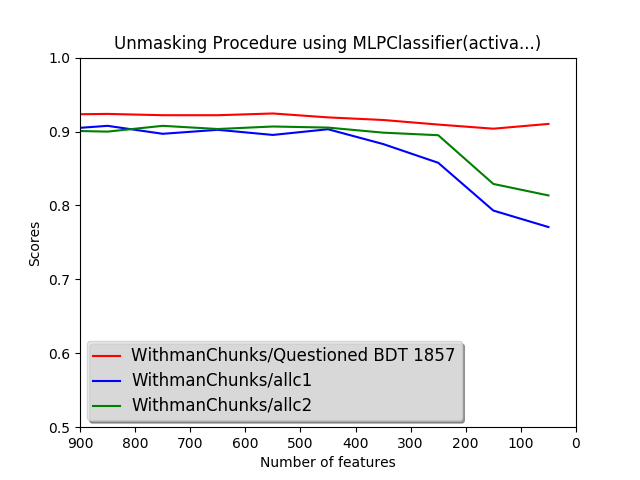 Unmasking Procedure using MLPClassifier(activa...)
1.0
0.9
0.8
0.7
0.6
0.5
Scores
WithmanChunks/Questioned BDT 1857
WithmanChunks/allc1
WithmanChunks/allc2
900 800 700 600 500 400 300 200 100 0
Number of features